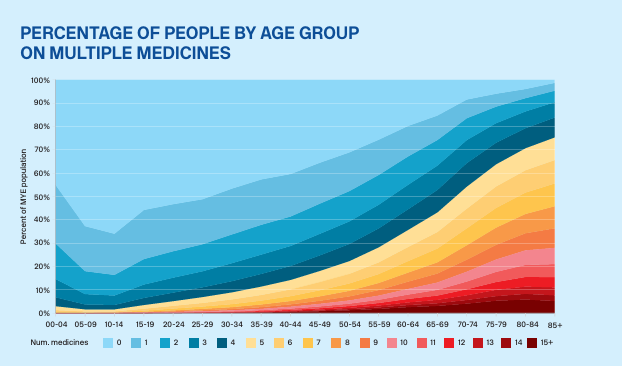 PERCENTAGE OF PEOPLE BY AGE GROUP
ON MULTIPLE MEDICINES
Percent of MYE population
100%
90%
80%
70%
60%
50%
40%
30%
20%
10%
0%
00-04 05-09 10-14 15-19 20-24 25-29 30-34 35-39 40-44 45-49 50-54 55-59 60-64 65-69 70-74 75-79 80-84 85+
Num. medicines 0 1 2 3 4 5 6 7 8 9 10 11 12 13 14 15+